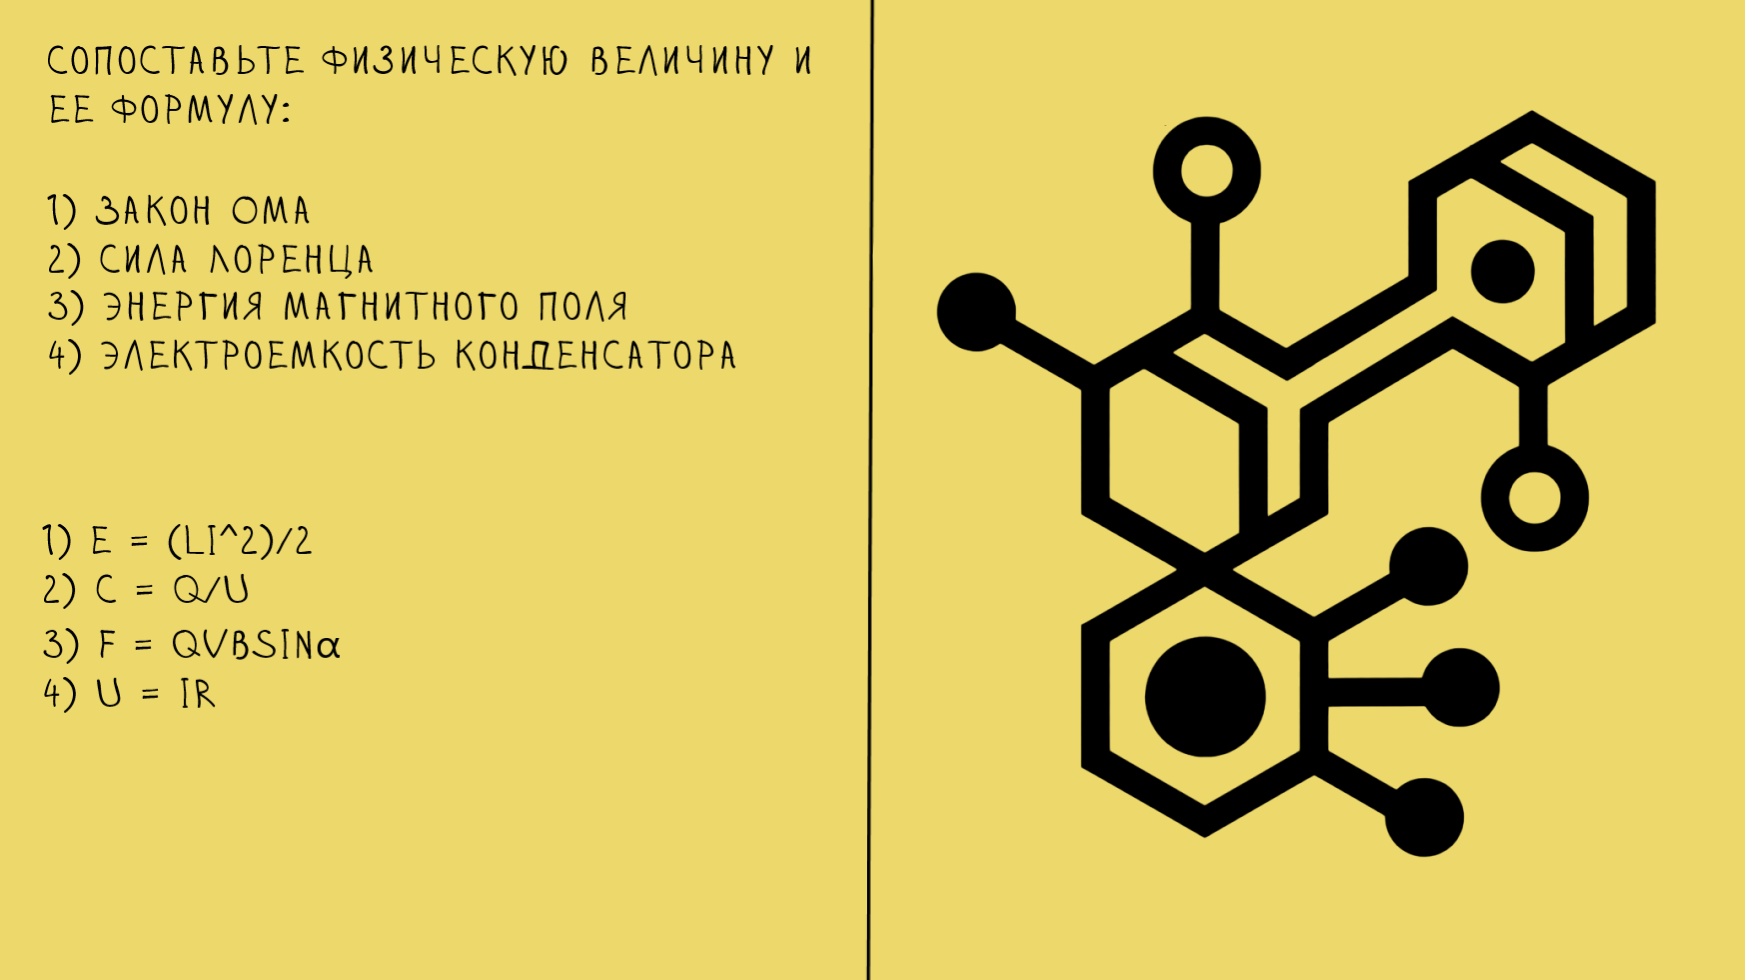 СОПОСТАВЬТЕ ФИЗИЧЕСКУЮ ВЕЛИЧИНУ И
ЕЕ ФОРМУЛУ:
1) ЗАКОН ОМА
2) СИЛА ЛОРЕНЦА
3) ЭНЕРГИЯ МАГНИТНОГО ПОЛЯ
4) ЭЛЕКТРОЕМКОСТЬ КОНДЕНСАТОРА
1) E = (LI^2)/2
2) C = Q/U
3) F = QVBSINα
4) U = IR